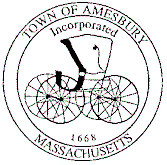 TOWN OF AMESBURY
Incorporated
1668
MASSACHUSETTS